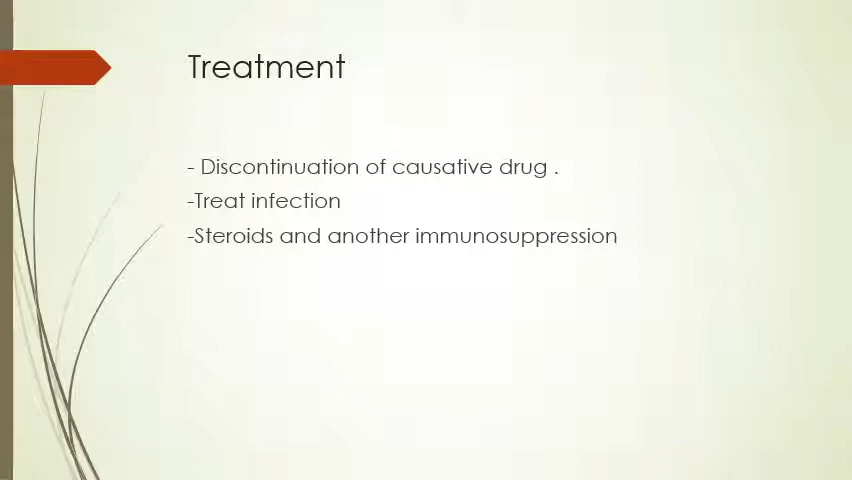 Treatment
- Discontinuation of causative drug .
-Treat infection
-Steroids and another immunosuppression